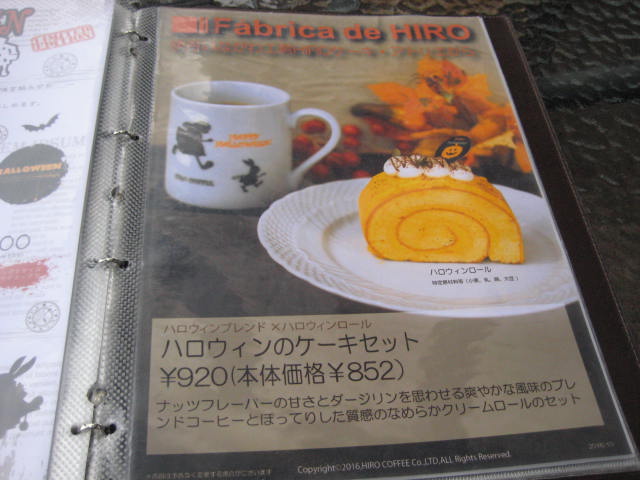 Fabrica de HIRO
HAPPY
HALLOWEEN!
HALLOWEEN!
ハロウィンロール
ハロウィンブレンド×ハロウィンロール
ハロウィンのケーキセット
¥920(本体価格¥852)
ナッツフレーバーの甘さとダージリンを思わせる爽やかな風味のブレ
ンドコーヒーとほってりした質感のなめらかクリームロールのセット
Copyright©2016,HIRO COFFEE Co.,LTD,All Rights Reserved.